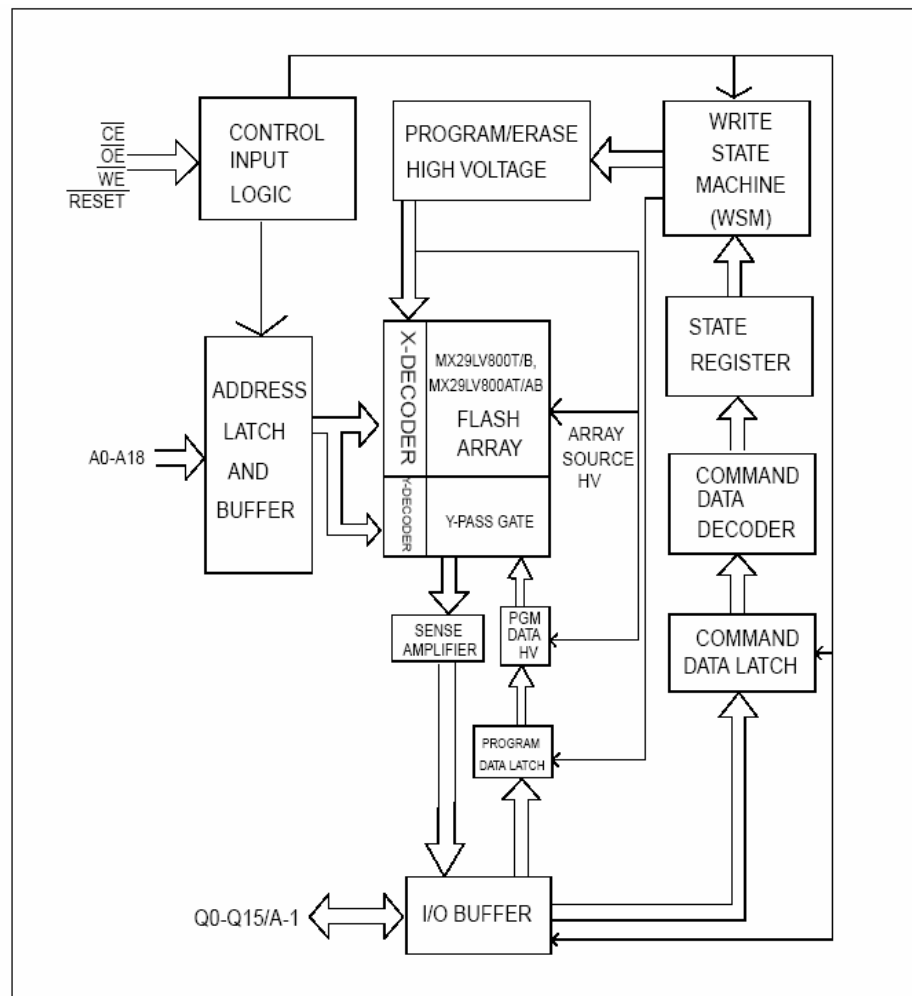 CE
OE
WE
RESET
CONTROL
INPUT
LOGIC
PROGRAM/ERASE
HIGH VOLTAGE
WRITE
STATE
MACHINE
(WSM)
STATE
REGISTER
A0-A18
ADDRESS
LATCH
AND
BUFFER
X-DECODER
MX29LV800T/B,
MX29LV800AT/AB
FLASH
ARRAY
ARRAY
SOURCE
HV
Y-DECODER
Y-PASS GATE
COMMAND
DATA
DECODER
SENSE
AMPLIFIER
PGM
DATA
HV
COMMAND
DATA LATCH
PROGRAM
DATA LATCH
Q0-Q15/A-1
I/O BUFFER